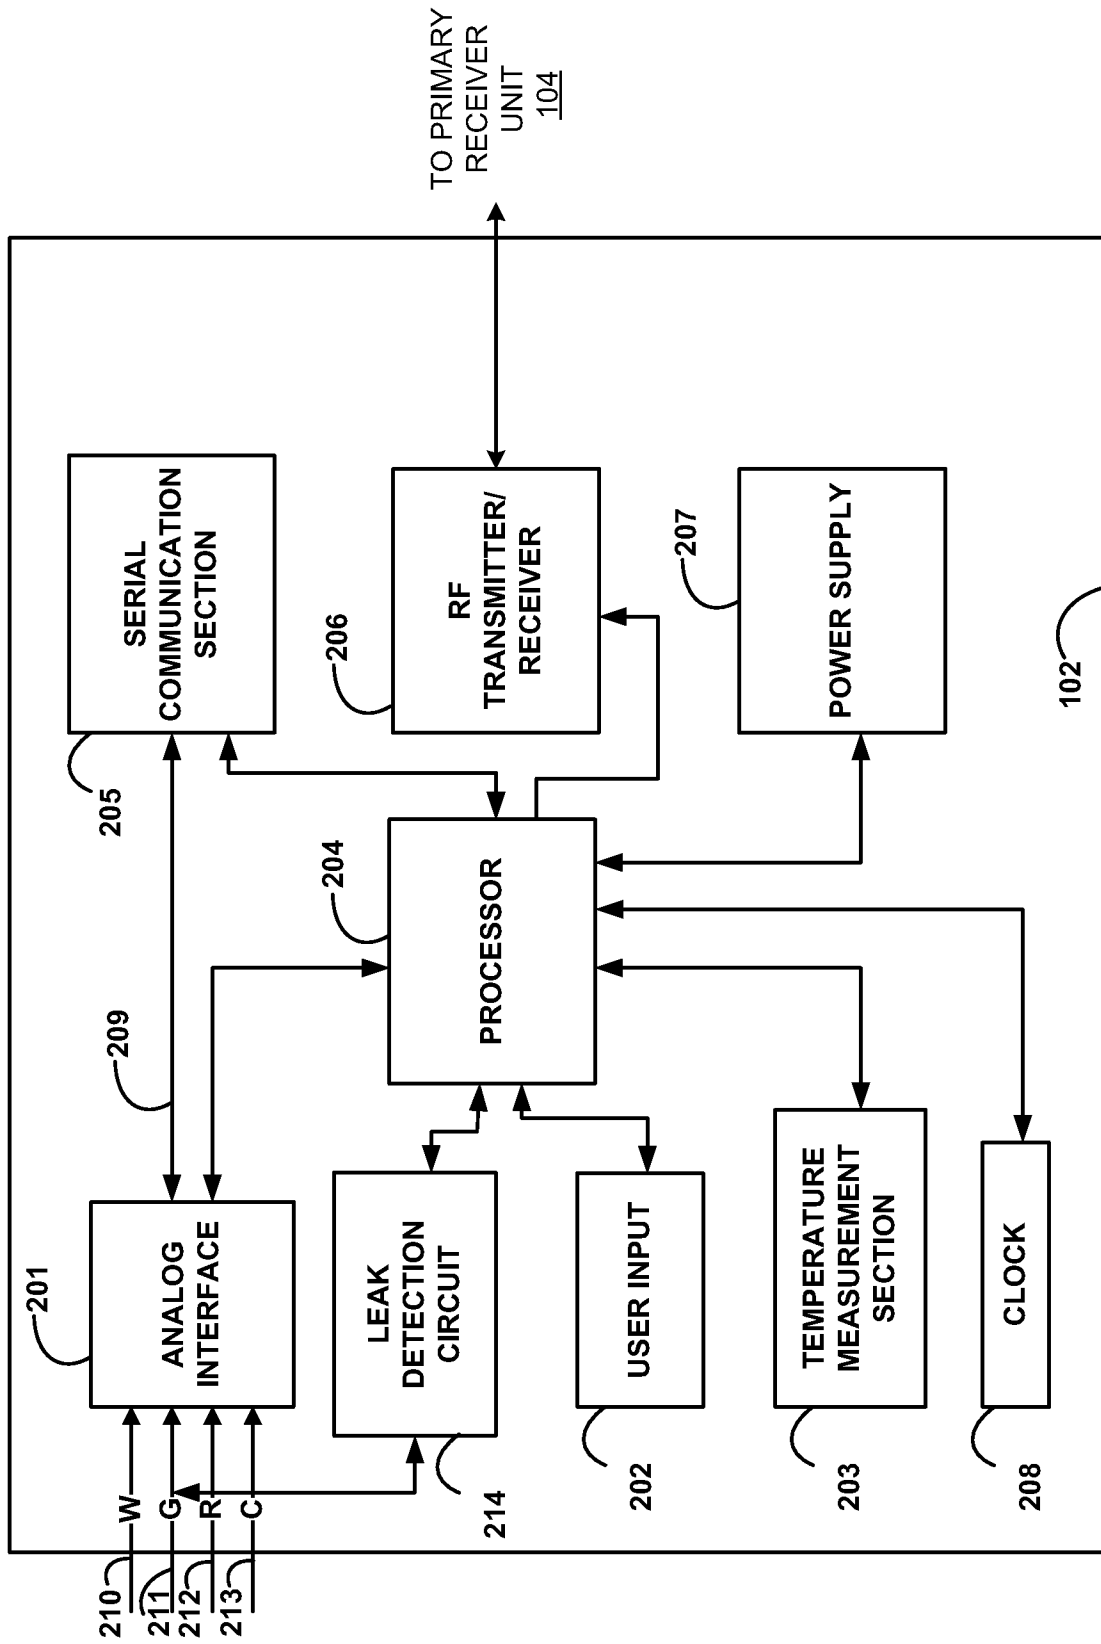 TO PRIMARY
RECEIVER
UNIT
104
SERIAL
COMMUNICATION
SECTION
205
RF
TRANSMITTER/
RECEIVER
206
POWER SUPPLY
207
102
PROCESSOR
204
209
ANALOG
INTERFACE
201
LEAK
DETECTION
CIRCUIT
214
USER INPUT
202
TEMPERATURE
MEASUREMENT
SECTION
203
CLOCK
208
W
G
R
C
210
211
212
213